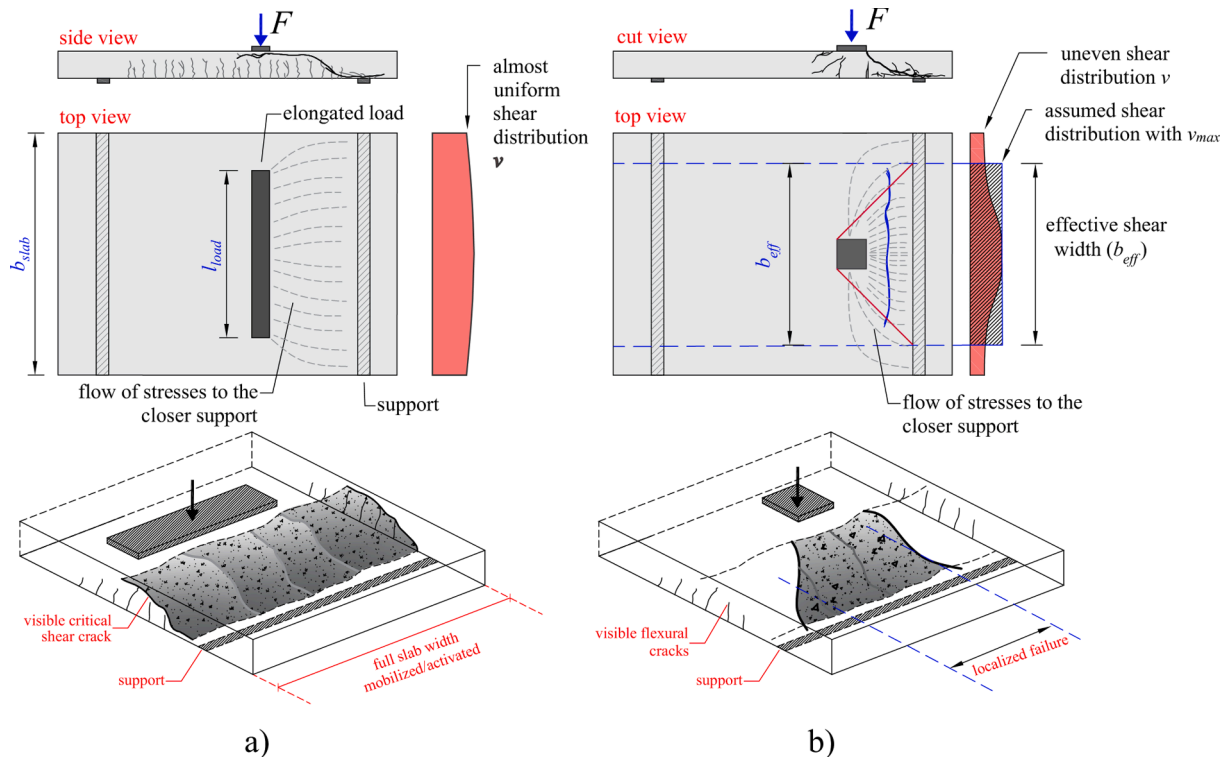 side view
F
top view
elongated load
almost
uniform
shear
distribution
v
b_slab
l_load
flow of stresses to the
closer support
support
visible critical
shear crack
support
full slab width
mobilized/activated
a)
cut view
F
top view
uneven shear
distribution v
assumed shear
distribution with v_max
b_eff
effective shear
width (b_eff)
flow of stresses to the
closer support
visible flexural
cracks
support
localized failure
b)